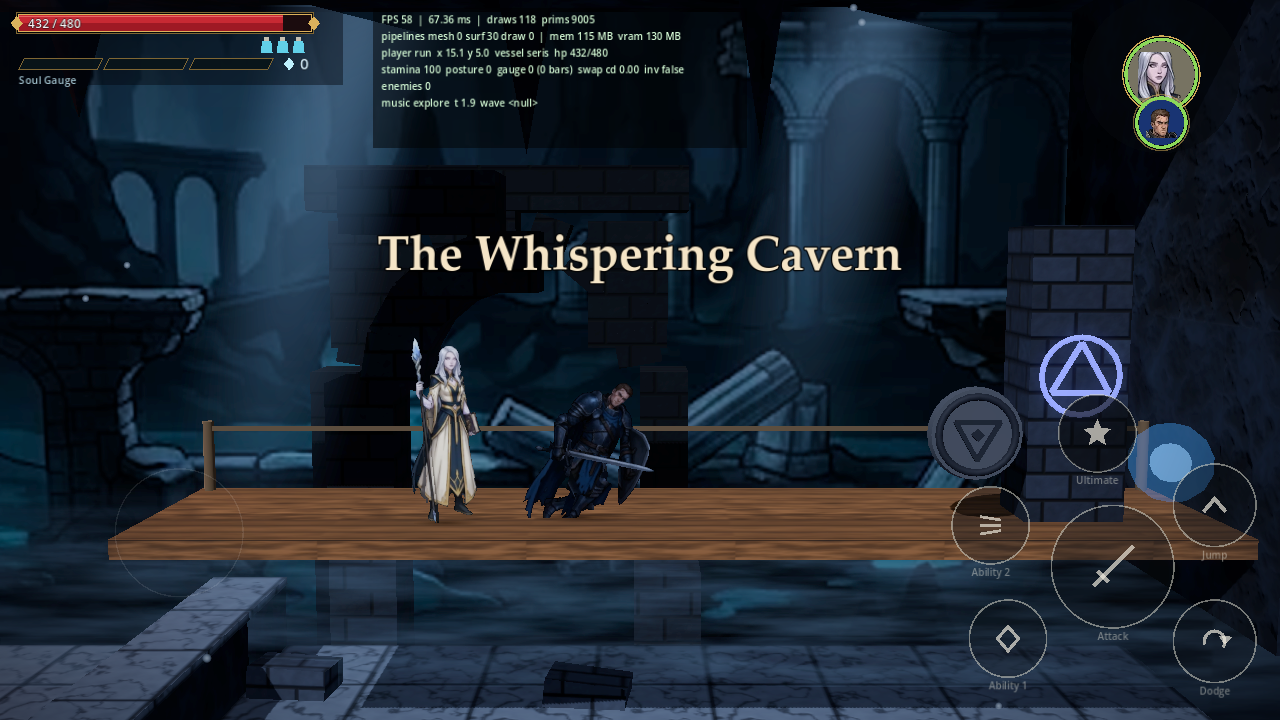 432 / 480
0
Soul Gauge
FPS 58 | 67.36 ms | draws 118 prims 9005
pipelines mesh 0 surf 30 draw 0 | mem 115 MB vram 130 MB
player run x 15.1 y 5.0 vessel seris hp 432/480
stamina 100 posture 0 gauge 0 (0 bars) swap cd 0.00 inv false
enemies 0
music explore t 1.9 wave <null>
The Whispering Cavern
Ultimate
Jump
Ability 2
Attack
Ability 1
Dodge